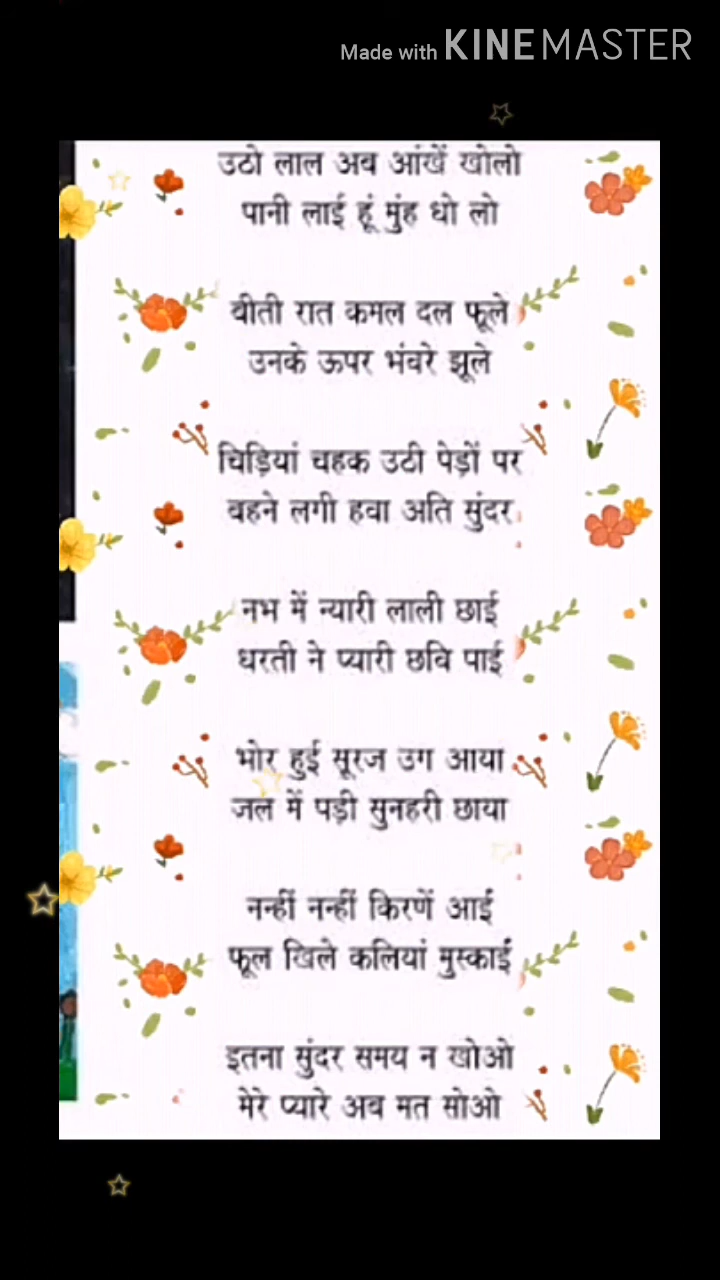 Made with KINEMASTER
उठो लाल अब आंखें खोलो
पानी लाई हूं मुंह धो लो
बीती रात कमल दल फूले
उनके ऊपर भंवरे झूले
चिड़ियां चहक उठी पेड़ों पर
बहने लगी हवा अति सुंदर
नभ में न्यारी लाली छाई
धरती ने प्यारी छवि पाई
भोर हुई सूरज उग आया
जल में पड़ी सुनहरी छाया
नन्हीं नन्हीं किरणें आईं
फूल खिले कलियां मुस्काईं
इतना सुंदर समय न खोओ
मेरे प्यारे अब मत सोओ